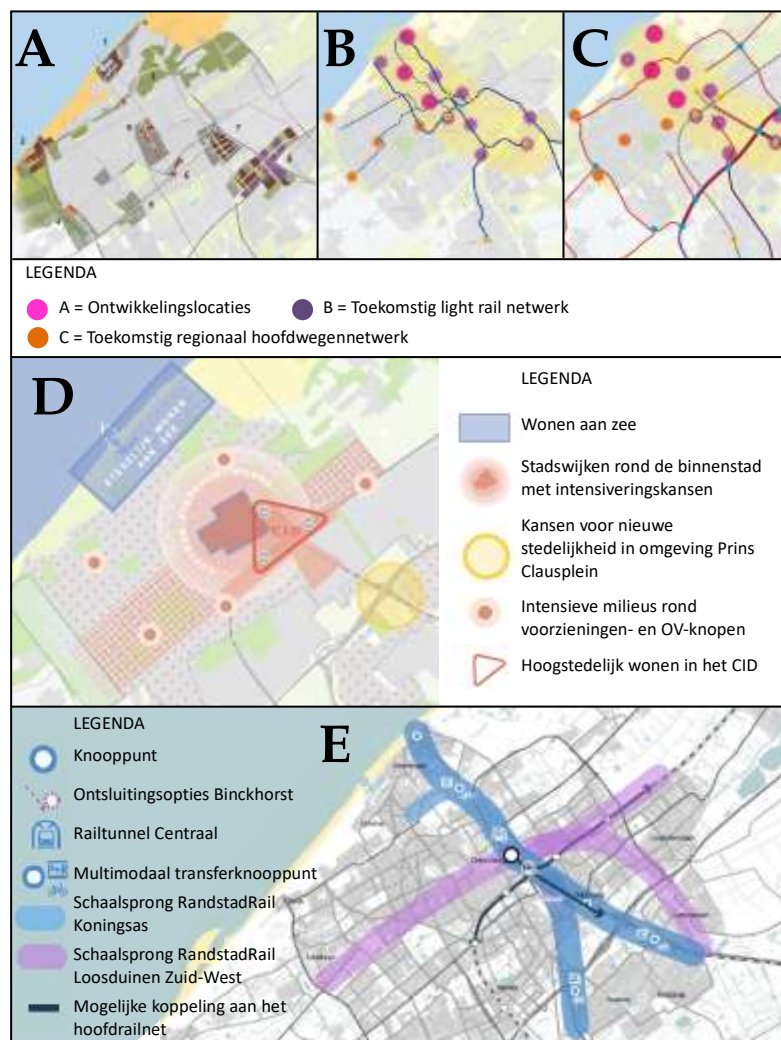 A
B
C
LEGENDA
A = Ontwikkelingslocaties
B = Toekomstig light rail netwerk
C = Toekomstig regionaal hoofdwegennetwerk
D
CID
LEGENDA
Wonen aan zee
Stadswijken rond de binnenstad
met intensiveringskansen
Kansen voor nieuwe
stedelijkheid in omgeving Prins
Clausplein
Intensieve milieus rond
voorzieningen- en OV-knopen
Hoogstedelijk wonen in het CID
E
LEGENDA
Knooppunt
Ontsluitingsopties Binckhorst
Railtunnel Centraal
Multimodaal transferknooppunt
Schaalsprong RandstadRail
Koningsas
Schaalsprong RandstadRail
Loosduinen Zuid-West
Mogelijke koppeling aan het
hoofdrailnet